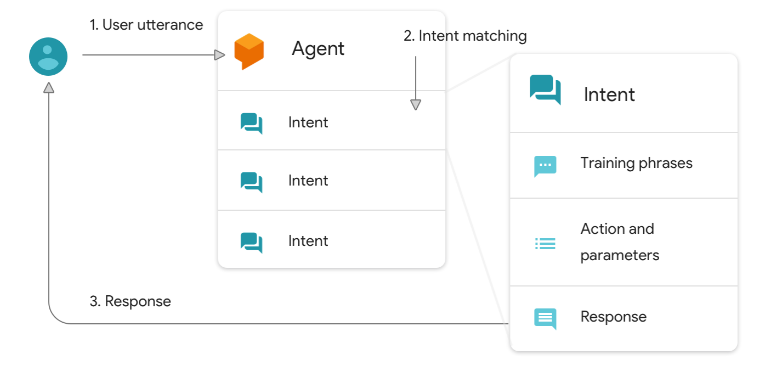 1. User utterance
Agent
2. Intent matching
Intent
Intent
Intent
Intent
Training phrases
Action and
parameters
Response
3. Response